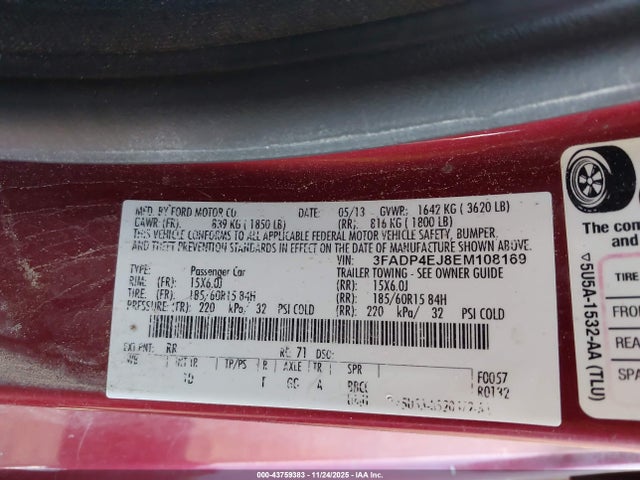 MFD. BY FORD MOTOR CO. DATE: 05/13 GVWR: 1642 KG ( 3620 LB)
GAWR: (FR): 839 KG ( 1850 LB) (RR): 816 KG ( 1800 LB)
THIS VEHICLE CONFORMS TO ALL APPLICABLE FEDERAL MOTOR VEHICLE SAFETY, BUMPER,
AND THEFT PREVENTION STANDARDS IN EFFECT ON THE DATE OF MANUFACTURE SHOWN ABOVE.
VIN: 3FADP4EJ8EM108169
TYPE: Passenger Car TRAILER TOWING - SEE OWNER GUIDE
RIM: (FR): 15X6.0J (RR): 15X6.0J
TIRE: (FR): 185/60R15 84H (RR): 185/60R15 84H
PRESSURE: (FR): 220 kPa/ 32 PSI COLD (RR): 220 kPa/ 32 PSI COLD
EXT PNT: RR RC: 71 DSO:
WB INT TR TP/PS R AXLE TR SPR F0057
GG A R0132
▽5U5A-1532-AA (TLU)
TIRE
FRO
REA
SPA
000-43759383 - 11/24/2025 - IAA, Inc.